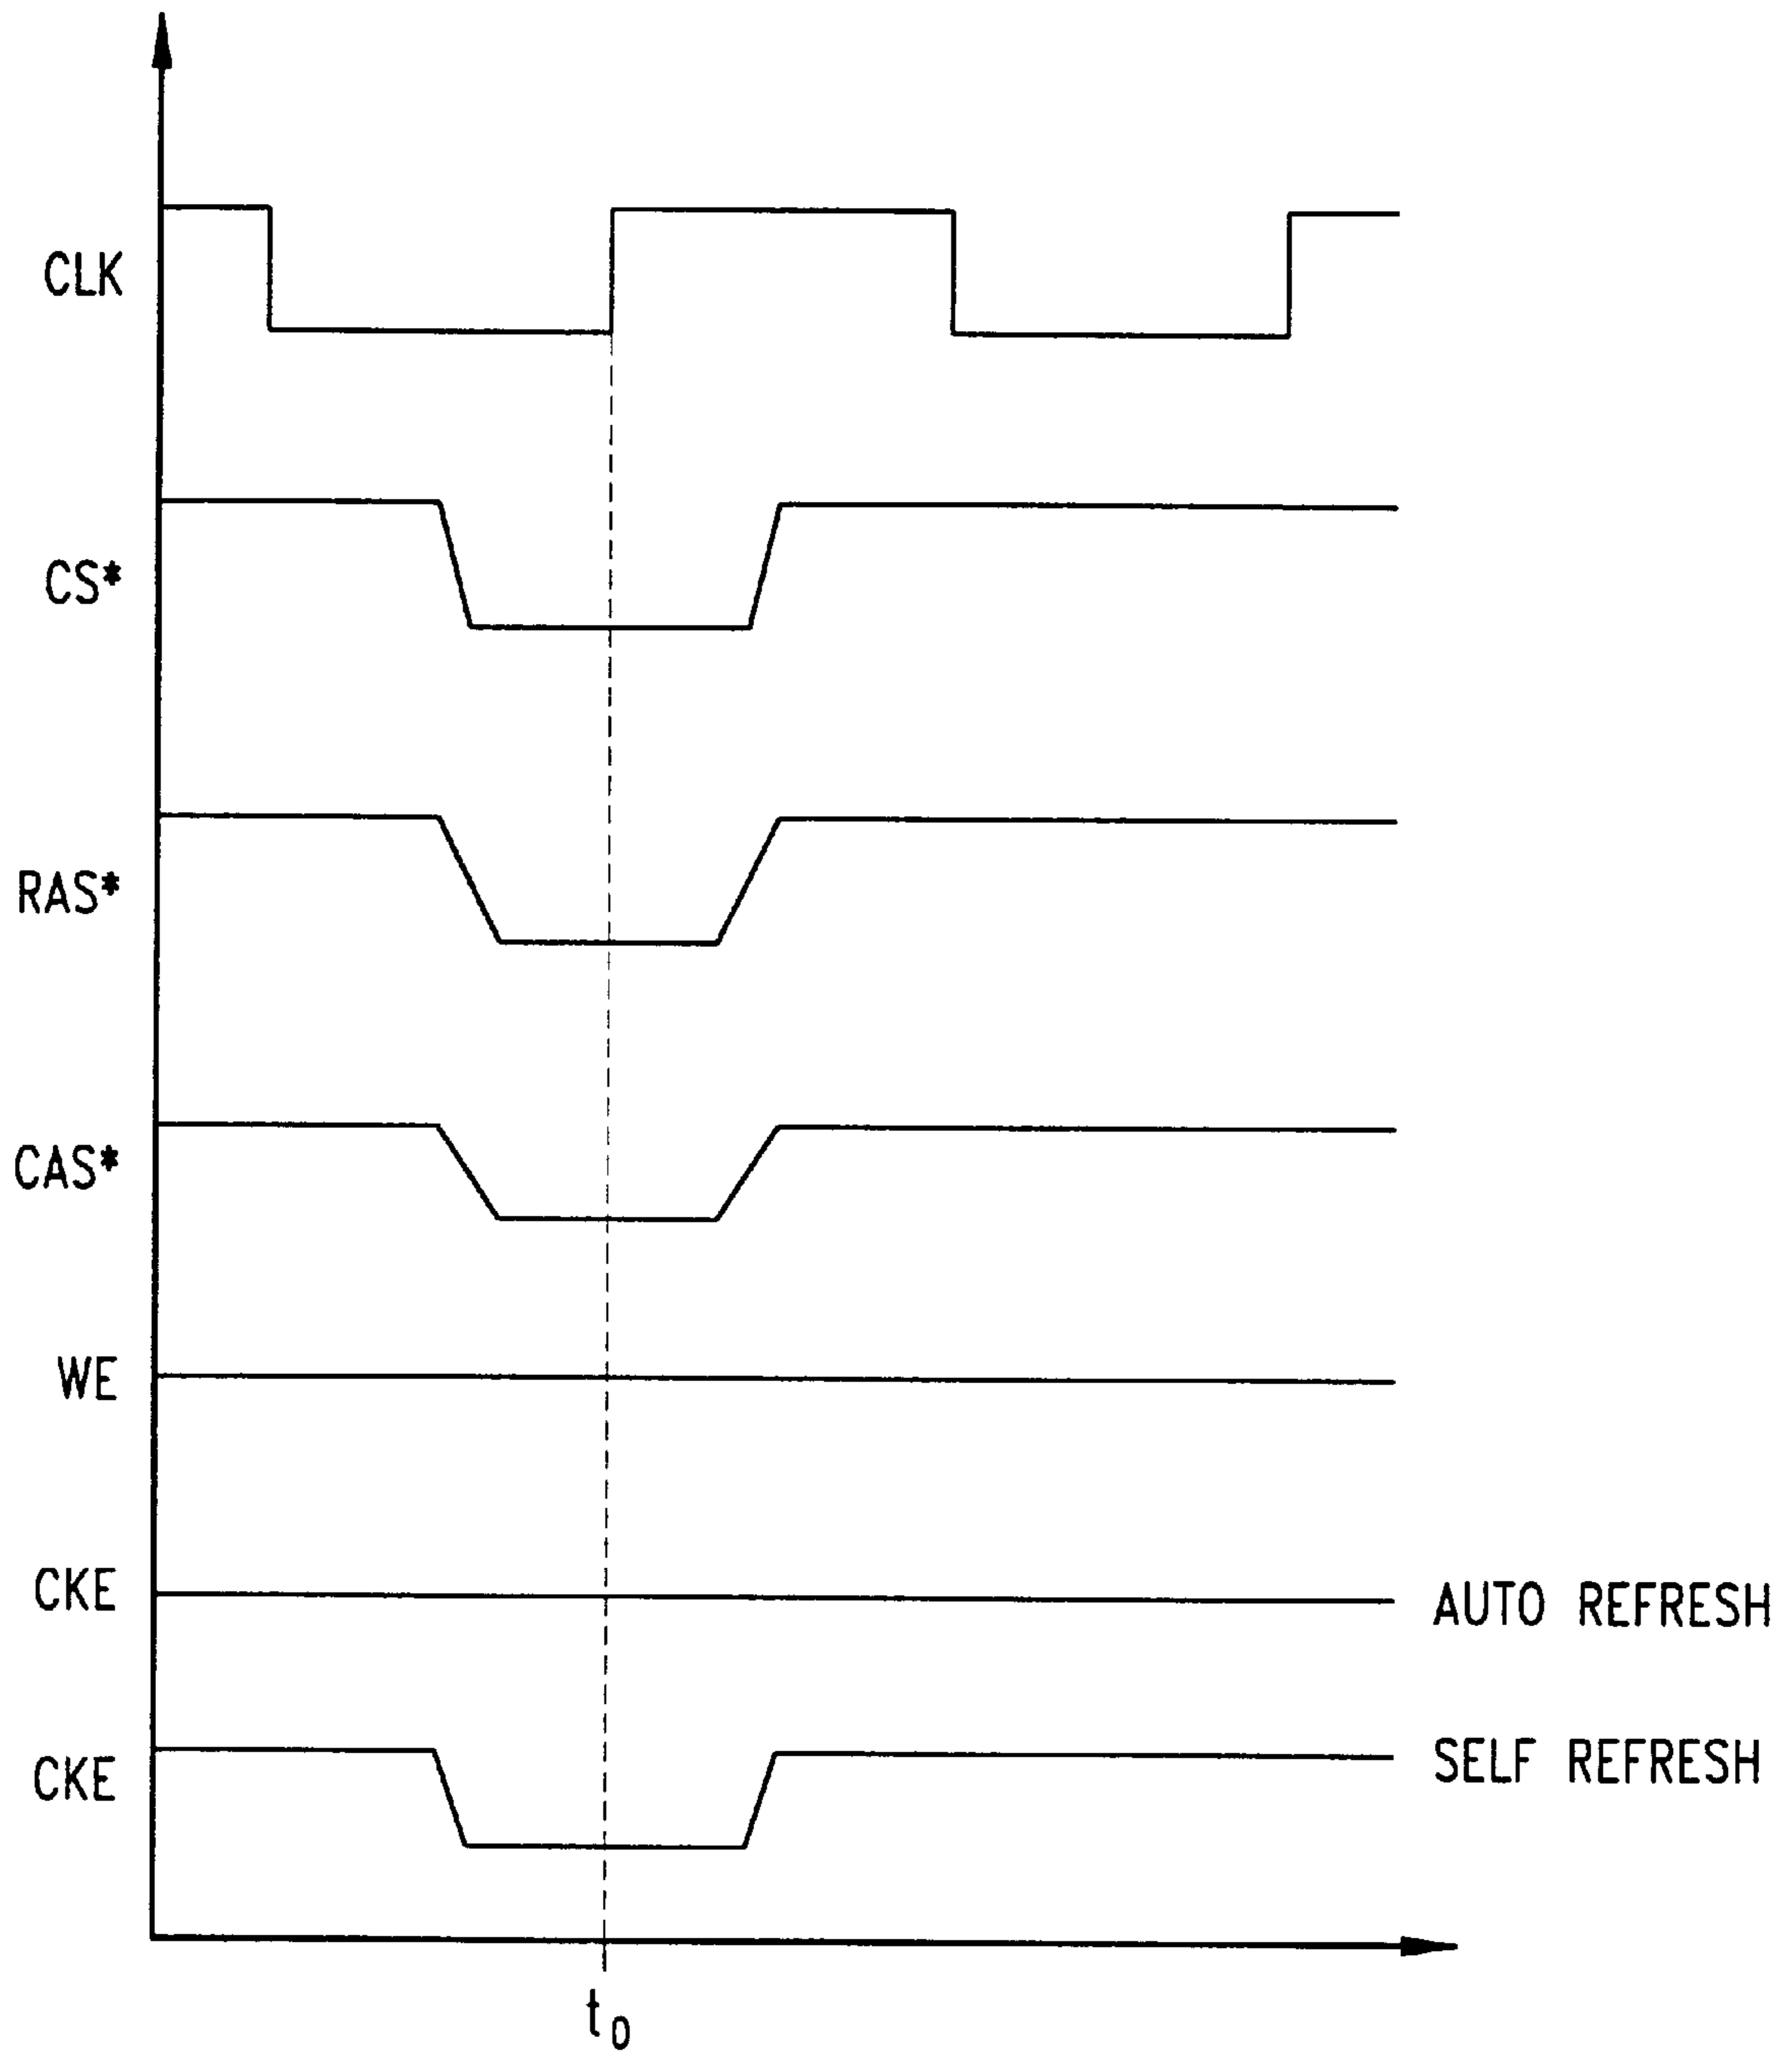 CLK
CS*
RAS*
CAS*
WE
CKE
AUTO REFRESH
CKE
SELF REFRESH
t0